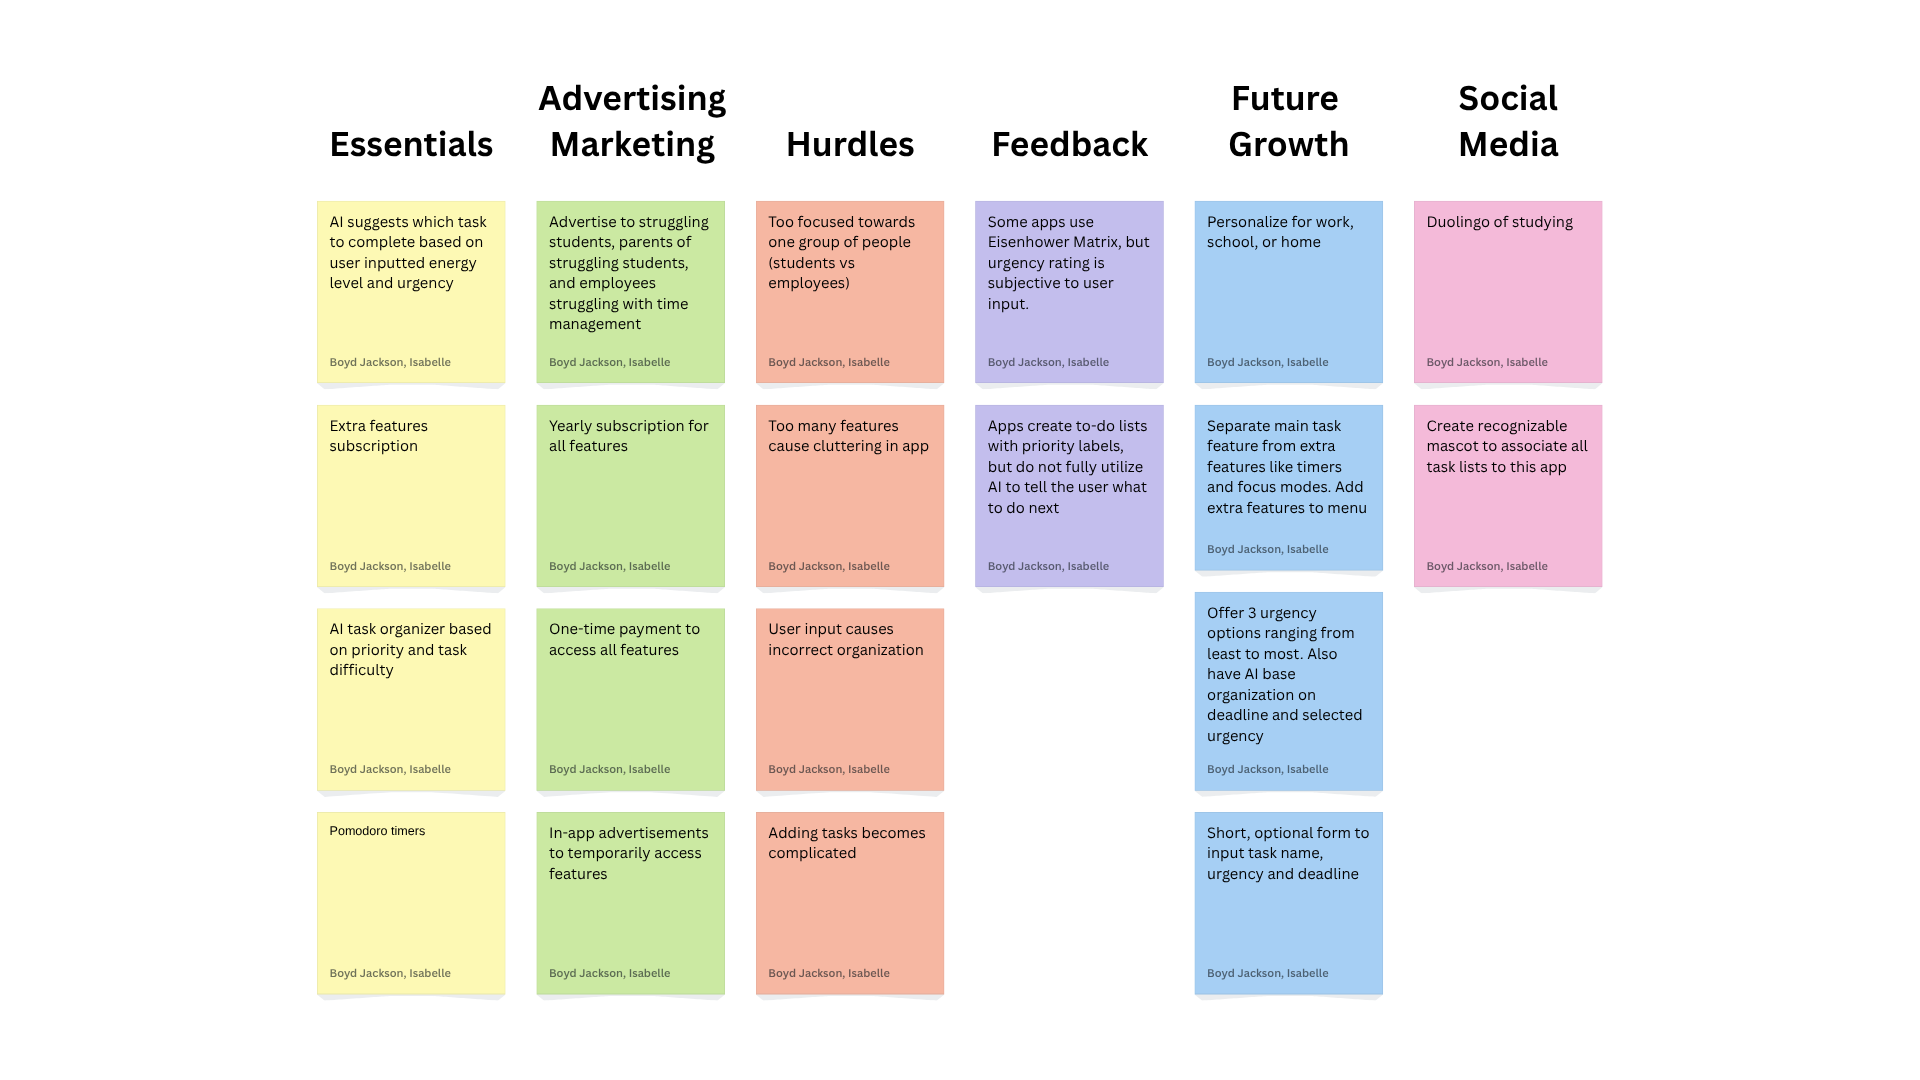 Essentials
AI suggests which task
to complete based on
user inputted energy
level and urgency
Boyd Jackson, Isabelle
Extra features
subscription
Boyd Jackson, Isabelle
AI task organizer based
on priority and task
difficulty
Boyd Jackson, Isabelle
Pomodoro timers
Boyd Jackson, Isabelle
Advertising
Marketing
Advertise to struggling
students, parents of
struggling students,
and employees
struggling with time
management
Boyd Jackson, Isabelle
Yearly subscription for
all features
Boyd Jackson, Isabelle
One-time payment to
access all features
Boyd Jackson, Isabelle
In-app advertisements
to temporarily access
features
Boyd Jackson, Isabelle
Hurdles
Too focused towards
one group of people
(students vs
employees)
Boyd Jackson, Isabelle
Too many features
cause cluttering in app
Boyd Jackson, Isabelle
User input causes
incorrect organization
Boyd Jackson, Isabelle
Adding tasks becomes
complicated
Boyd Jackson, Isabelle
Feedback
Some apps use
Eisenhower Matrix, but
urgency rating is
subjective to user
input.
Boyd Jackson, Isabelle
Apps create to-do lists
with priority labels,
but do not fully utilize
AI to tell the user what
to do next
Boyd Jackson, Isabelle
Future
Growth
Personalize for work,
school, or home
Boyd Jackson, Isabelle
Separate main task
feature from extra
features like timers
and focus modes. Add
extra features to menu
Boyd Jackson, Isabelle
Offer 3 urgency
options ranging from
least to most. Also
have AI base
organization on
deadline and selected
urgency
Boyd Jackson, Isabelle
Short, optional form to
input task name,
urgency and deadline
Boyd Jackson, Isabelle
Social
Media
Duolingo of studying
Boyd Jackson, Isabelle
Create recognizable
mascot to associate all
task lists to this app
Boyd Jackson, Isabelle